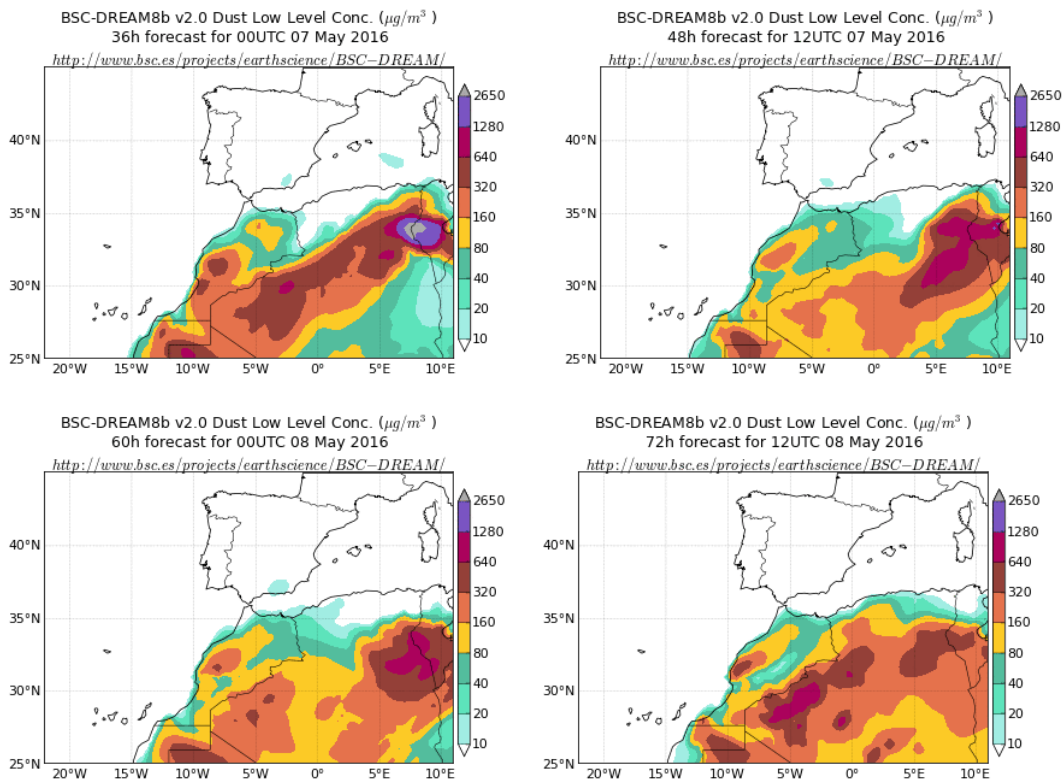 BSC-DREAM8b v2.0 Dust Low Level Conc. (μg/m³ )
36h forecast for 00UTC 07 May 2016
http://www.bsc.es/projects/earthscience/BSC−DREAM/
40°N
35°N
30°N
25°N
20°W 15°W 10°W 5°W 0° 5°E 10°E
2650
1280
640
320
160
80
40
20
10
BSC-DREAM8b v2.0 Dust Low Level Conc. (μg/m³ )
48h forecast for 12UTC 07 May 2016
http://www.bsc.es/projects/earthscience/BSC−DREAM/
40°N
35°N
30°N
25°N
20°W 15°W 10°W 5°W 0° 5°E 10°E
2650
1280
640
320
160
80
40
20
10
BSC-DREAM8b v2.0 Dust Low Level Conc. (μg/m³ )
60h forecast for 00UTC 08 May 2016
http://www.bsc.es/projects/earthscience/BSC−DREAM/
40°N
35°N
30°N
25°N
20°W 15°W 10°W 5°W 0° 5°E 10°E
2650
1280
640
320
160
80
40
20
10
BSC-DREAM8b v2.0 Dust Low Level Conc. (μg/m³ )
72h forecast for 12UTC 08 May 2016
http://www.bsc.es/projects/earthscience/BSC−DREAM/
40°N
35°N
30°N
25°N
20°W 15°W 10°W 5°W 0° 5°E 10°E
2650
1280
640
320
160
80
40
20
10